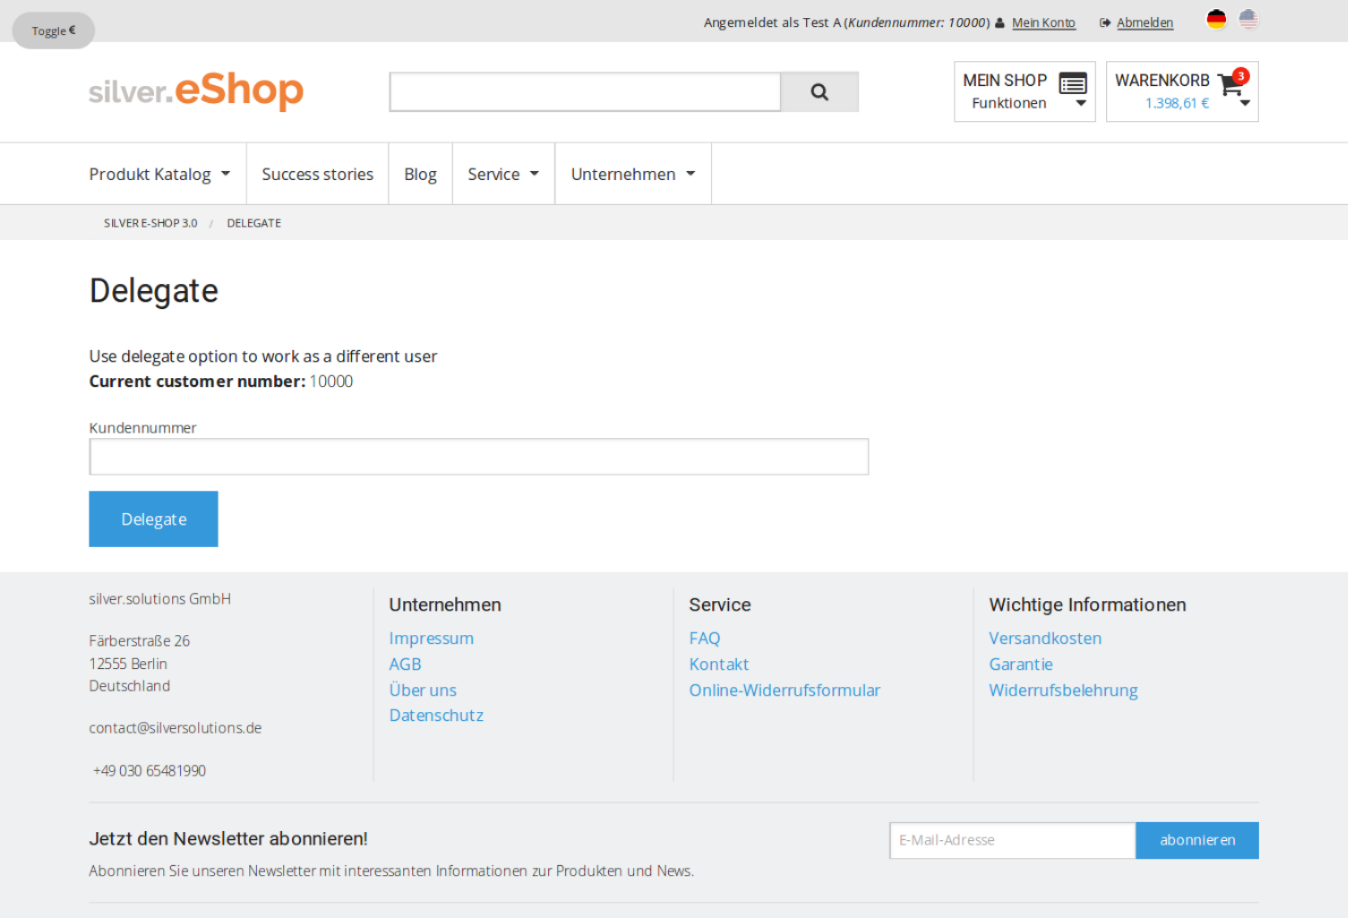 Toggle €
Angemeldet als Test A (Kundennummer: 10000) Mein Konto Abmelden
silver.eShop
MEIN SHOP
Funktionen
WARENKORB 3
1.398,61 €
Produkt Katalog Success stories Blog Service Unternehmen
SILVER E-SHOP 3.0 / DELEGATE
Delegate
Use delegate option to work as a different user
Current customer number: 10000
Kundennummer
Delegate
silver.solutions GmbH
Färberstraße 26
12555 Berlin
Deutschland
contact@silversolutions.de
+49 030 65481990
Unternehmen
Impressum
AGB
Über uns
Datenschutz
Service
FAQ
Kontakt
Online-Widerrufsformular
Wichtige Informationen
Versandkosten
Garantie
Widerrufsbelehrung
Jetzt den Newsletter abonnieren!
Abonnieren Sie unseren Newsletter mit interessanten Informationen zur Produkten und News.
E-Mail-Adresse
abonnieren